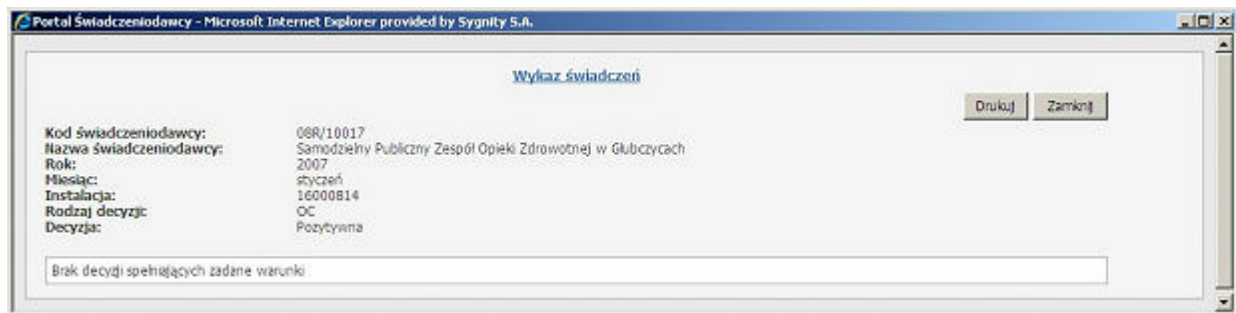 Portal Świadczeniodawcy - Microsoft Internet Explorer provided by Sygnity S.A.
Wykaz świadczeń
Drukuj Zamknij
Kod świadczeniodawcy: 08R/10017
Nazwa świadczeniodawcy: Samodzielny Publiczny Zespół Opieki Zdrowotnej w Głubczycach
Rok: 2007
Miesiąc: styczeń
Instalacja: 16000814
Rodzaj decyzji: OC
Decyzja: Pozytywna
Brak decyzji spełniających zadane warunki